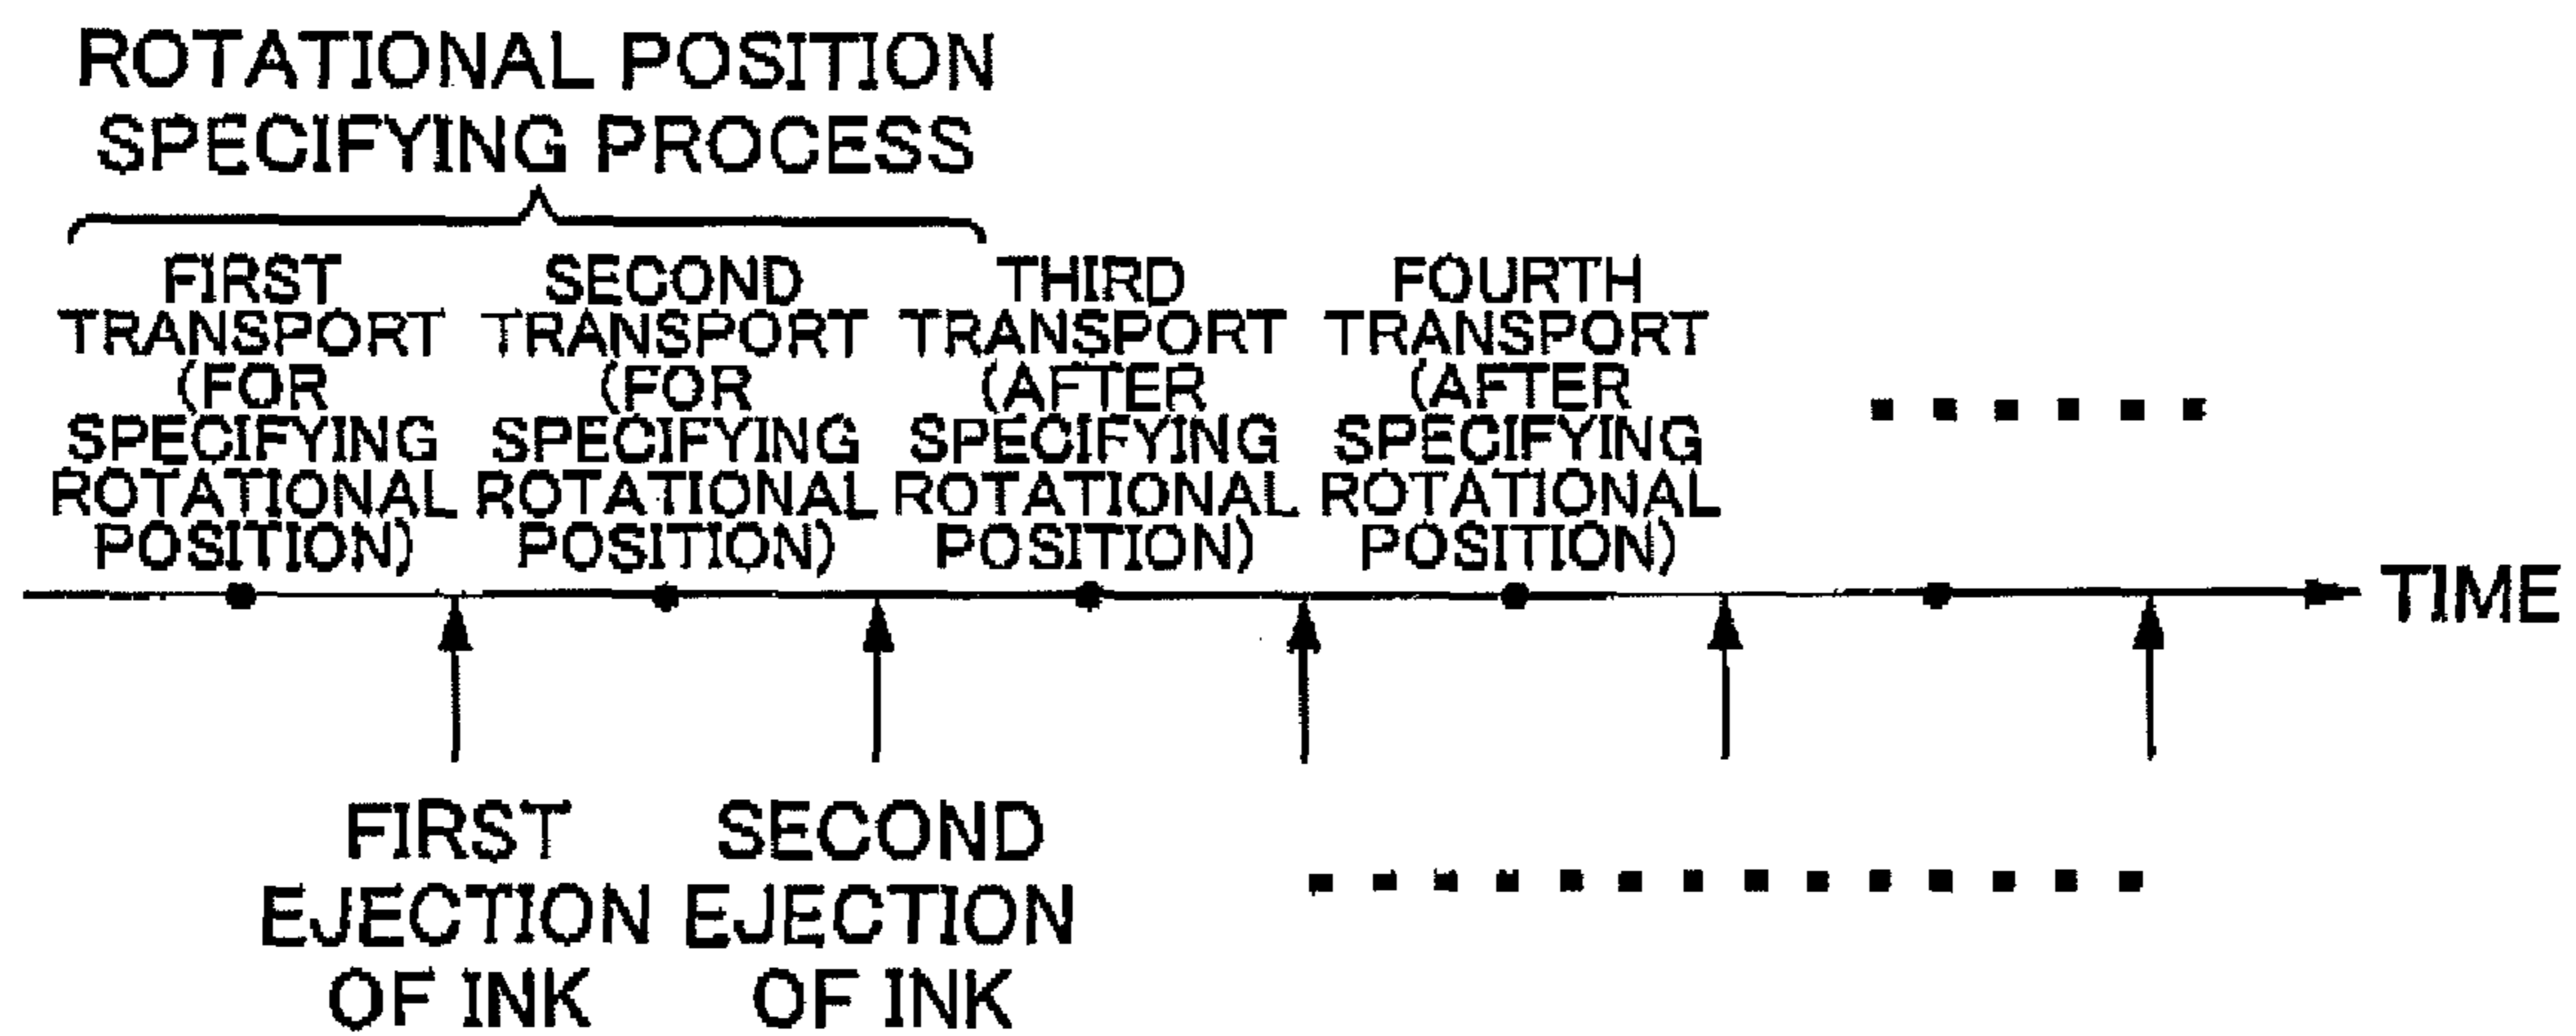 ROTATIONAL POSITION
SPECIFYING PROCESS
FIRST
TRANSPORT
(FOR
SPECIFYING
ROTATIONAL
POSITION)
SECOND
TRANSPORT
(FOR
SPECIFYING
ROTATIONAL
POSITION)
THIRD
TRANSPORT
(AFTER
SPECIFYING
ROTATIONAL
POSITION)
FOURTH
TRANSPORT
(AFTER
SPECIFYING
ROTATIONAL
POSITION)
TIME
FIRST
EJECTION
OF INK
SECOND
EJECTION
OF INK